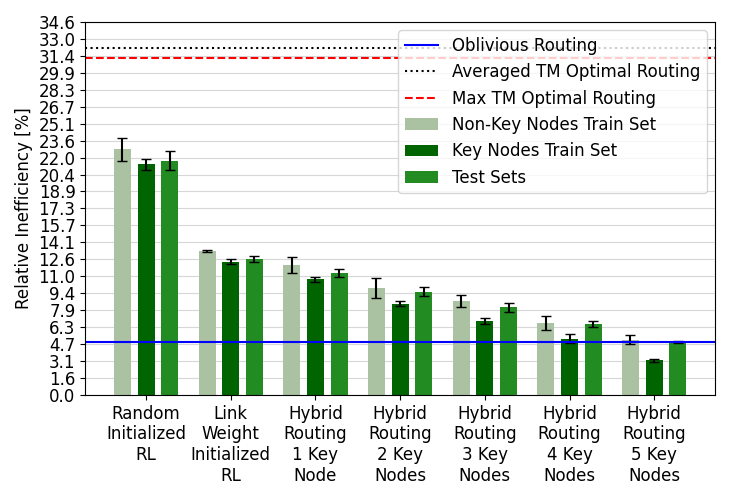 34.6
33.0
31.4
29.9
28.3
26.7
25.1
23.6
22.0
20.4
18.9
17.3
15.7
14.1
12.6
11.0
9.4
7.9
6.3
4.7
3.1
1.6
0.0
Relative Inefficiency [%]
Oblivious Routing
Averaged TM Optimal Routing
Max TM Optimal Routing
Non-Key Nodes Train Set
Key Nodes Train Set
Test Sets
Random
Initialized
RL
Link
Weight
Initialized
RL
Hybrid
Routing
1 Key
Node
Hybrid
Routing
2 Key
Nodes
Hybrid
Routing
3 Key
Nodes
Hybrid
Routing
4 Key
Nodes
Hybrid
Routing
5 Key
Nodes